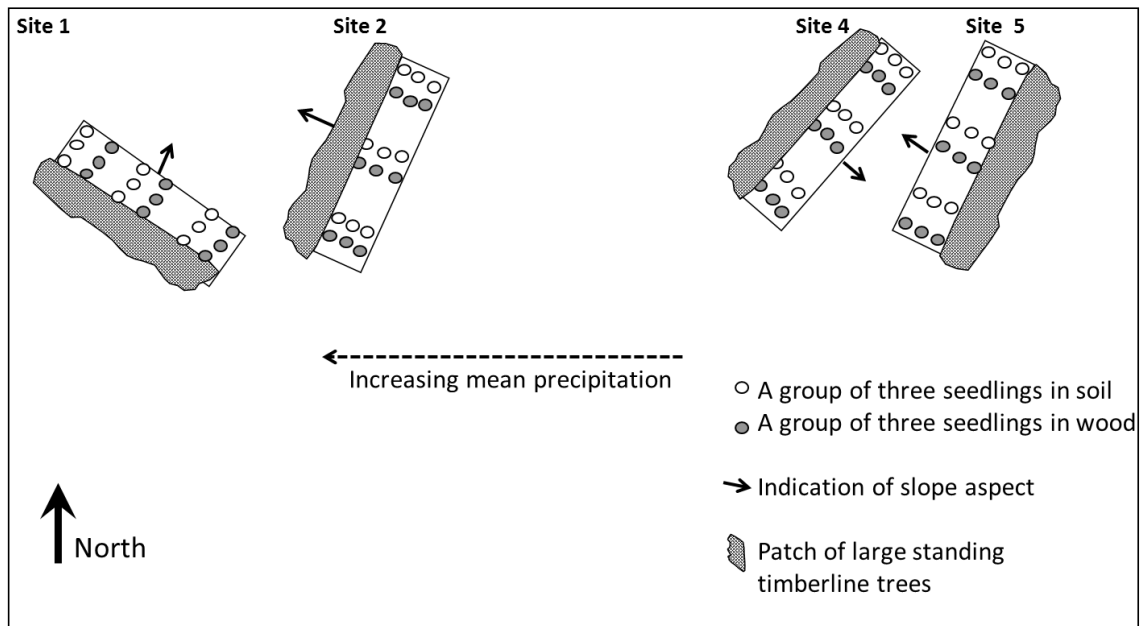 Site 1
Site 2
Site 4
Site 5
Increasing mean precipitation
A group of three seedlings in soil
A group of three seedlings in wood
Indication of slope aspect
North
Patch of large standing
timberline trees